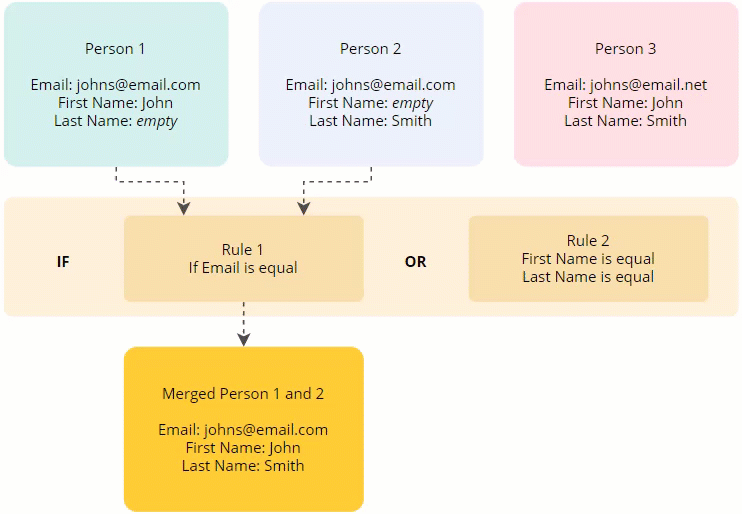 Person 1
Email: johns@email.com
First Name: John
Last Name: empty
Person 2
Email: johns@email.com
First Name: empty
Last Name: Smith
Person 3
Email: johns@email.net
First Name: John
Last Name: Smith
IF
Rule 1
If Email is equal
OR
Rule 2
First Name is equal
Last Name is equal
Merged Person 1 and 2
Email: johns@email.com
First Name: John
Last Name: Smith